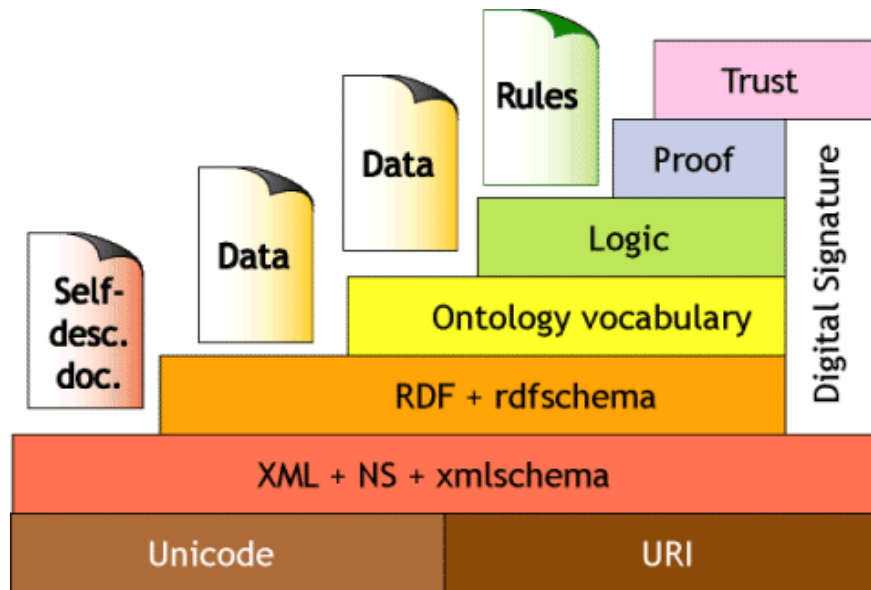 Rules
Trust
Data
Proof
Data
Logic
Self-
desc.
doc.
Ontology vocabulary
Digital Signature
RDF + rdfschema
XML + NS + xmlschema
Unicode
URI